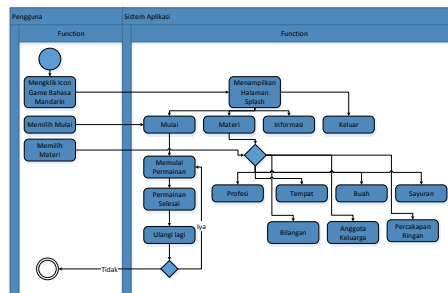 Pengguna
Sistem Aplikasi
Function
Function
Mengklik Icon
Game Bahasa
Mandarin
Menampilkan
Halaman
Splash
Memilih Mulai
Mulai
Materi
Informasi
Keluar
Memilih
Materi
Memulai
Permainan
Profesi
Tempat
Buah
Sayuran
Permainan
Selesai
Iya
Ulangi lagi
Bilangan
Anggota
Keluarga
Percakapan
Ringan
Tidak